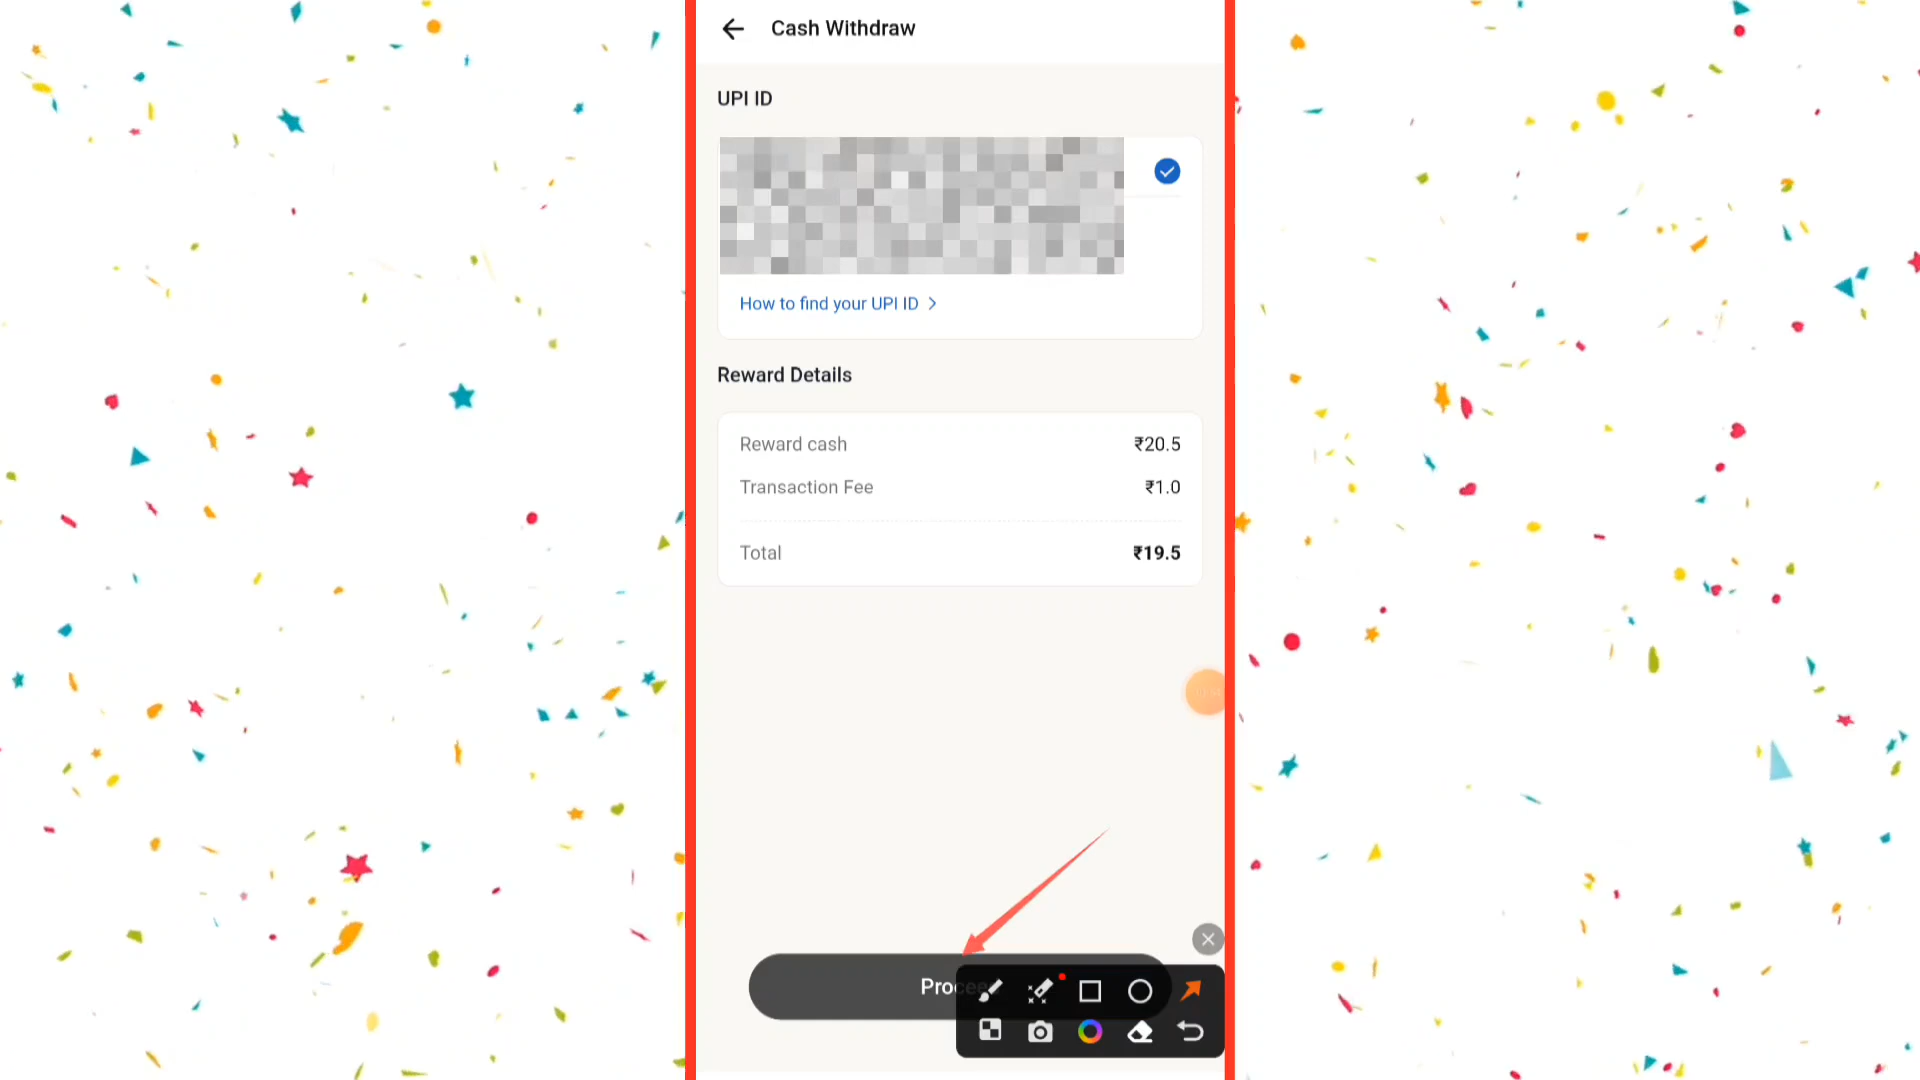 Cash Withdraw
UPI ID
How to find your UPI ID
Reward Details
Reward cash ₹20.5
Transaction Fee ₹1.0
Total ₹19.5